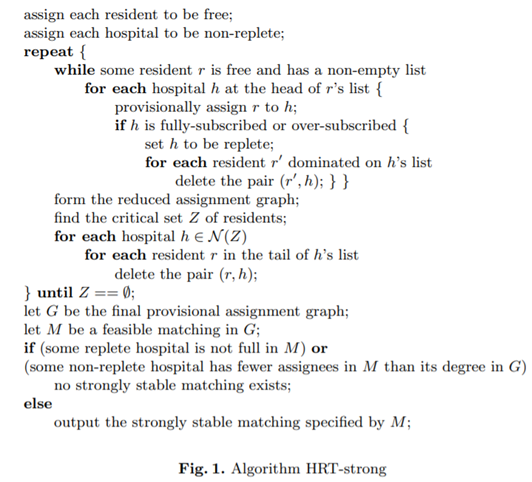 assign each resident to be free;
assign each hospital to be non-replete;
repeat {
while some resident r is free and has a non-empty list
for each hospital h at the head of r's list {
provisionally assign r to h;
if h is fully-subscribed or over-subscribed {
set h to be replete;
for each resident r′ dominated on h's list
delete the pair (r′, h); } }
form the reduced assignment graph;
find the critical set Z of residents;
for each hospital h ∈ N(Z)
for each resident r in the tail of h's list
delete the pair (r, h);
} until Z == ∅;
let G be the final provisional assignment graph;
let M be a feasible matching in G;
if (some replete hospital is not full in M) or
(some non-replete hospital has fewer assignees in M than its degree in G)
no strongly stable matching exists;
else
output the strongly stable matching specified by M;
Fig. 1. Algorithm HRT-strong